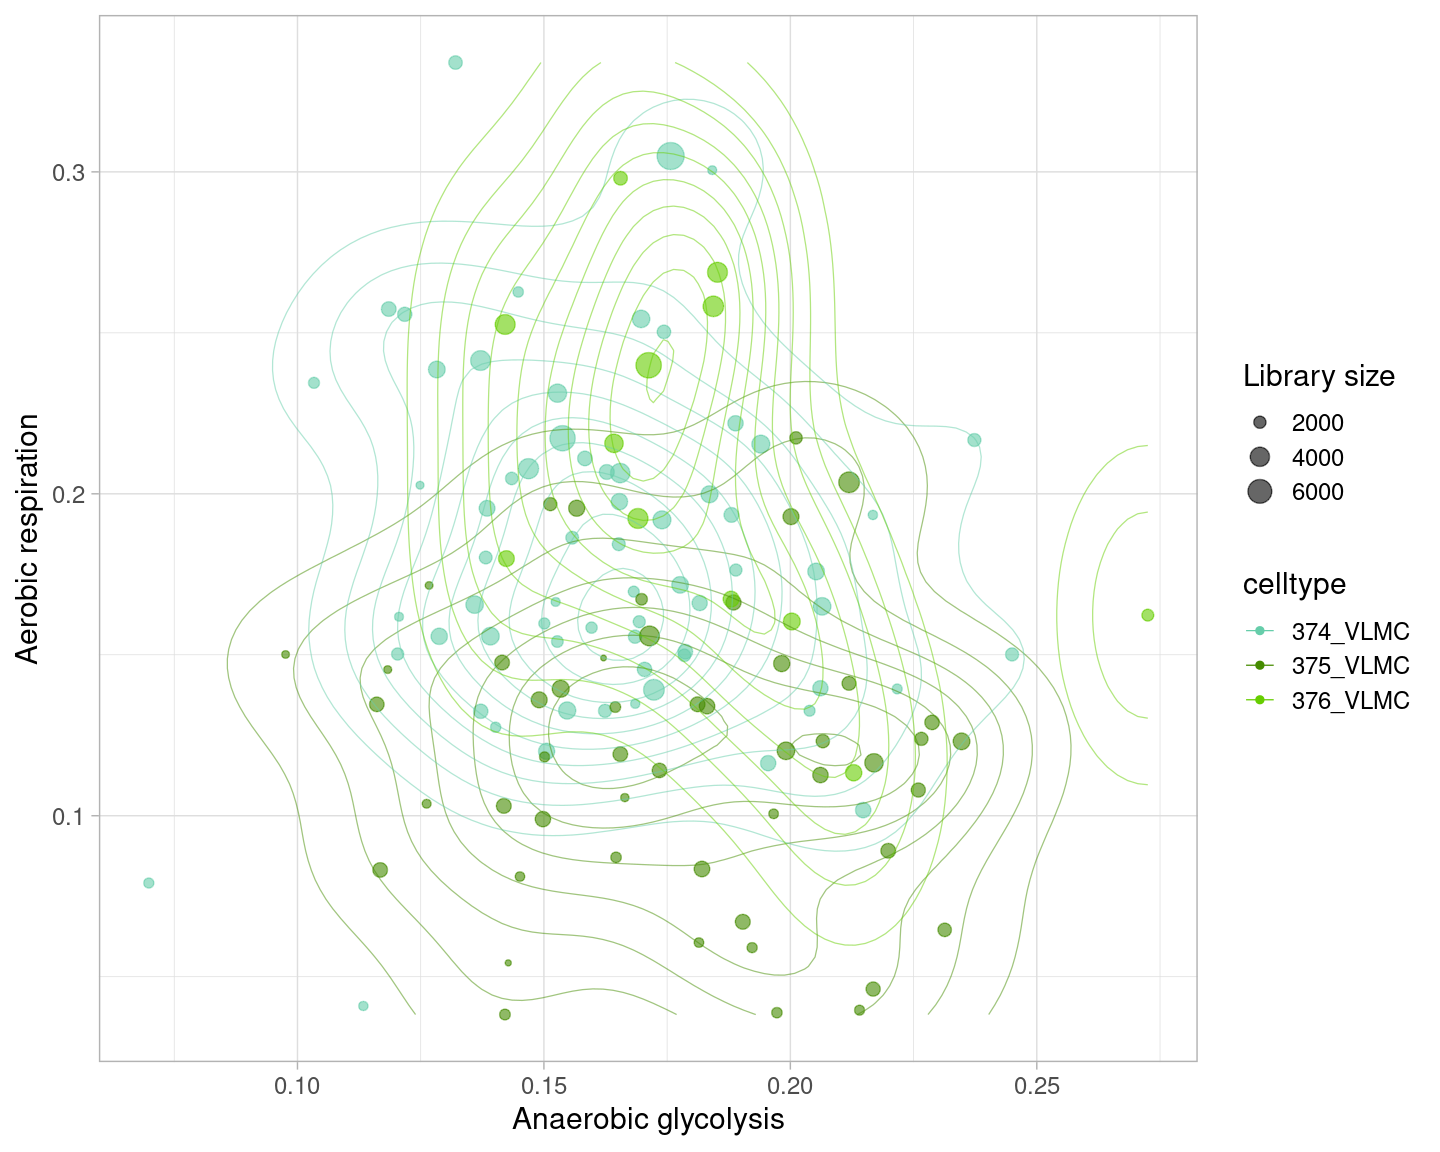 0.3
0.2
0.1
Aerobic respiration
0.10
0.15
0.20
0.25
Anaerobic glycolysis
Library size
2000
4000
6000
celltype
374_VLMC
375_VLMC
376_VLMC